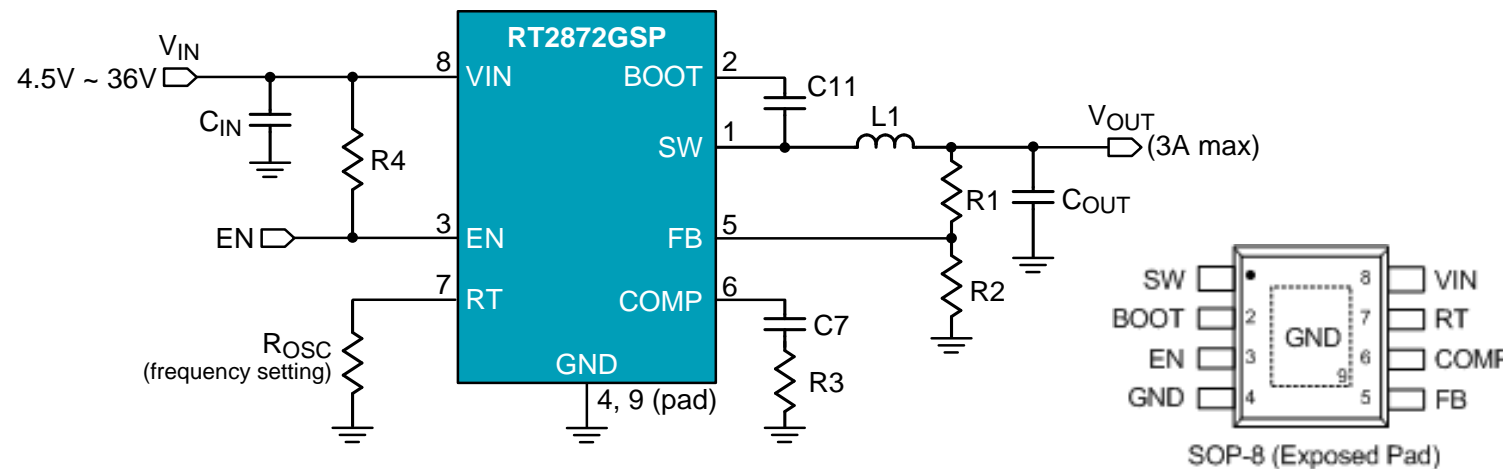 RT2872GSP
VIN
4.5V ~ 36V
8
VIN
BOOT
2
C11
CIN
R4
SW
1
L1
VOUT
(3A max)
R1
COUT
EN
3
EN
FB
5
R2
7
RT
COMP
6
C7
R3
ROSC
(frequency setting)
GND
4, 9 (pad)
SW
8
VIN
BOOT
2
7
RT
GND
EN
3
6
COMP
9
GND
4
5
FB
SOP-8 (Exposed Pad)